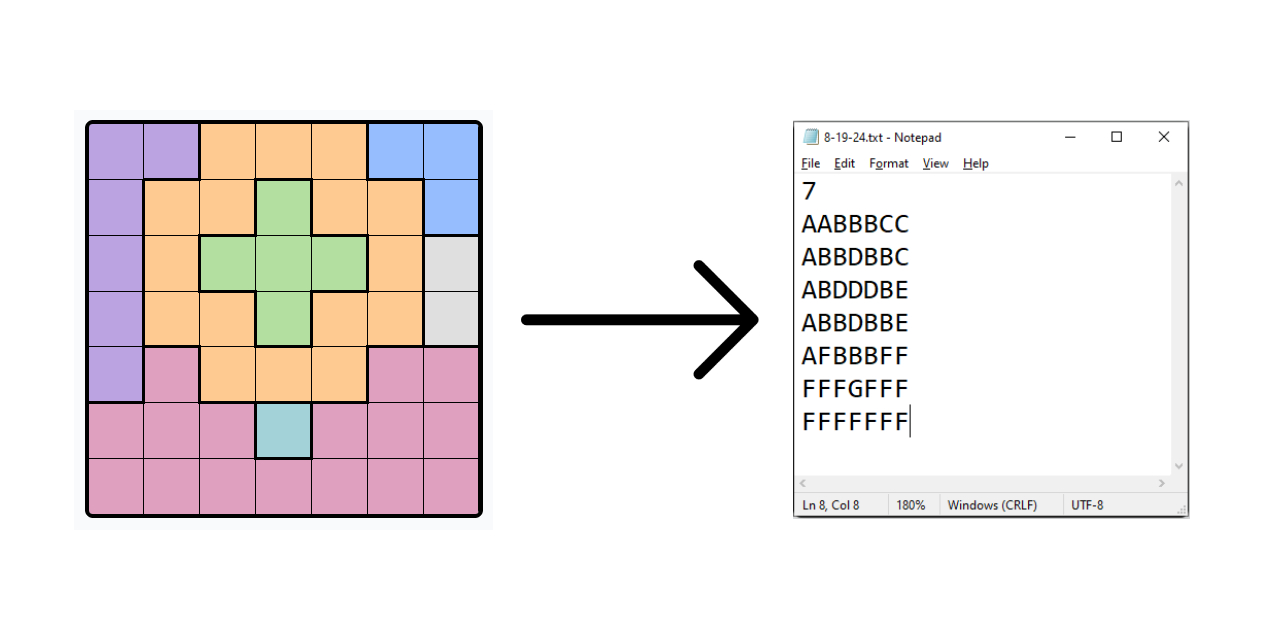 8-19-24.txt - Notepad
File Edit Format View Help
7
AABBBCC
ABBDBBC
ABDDDBE
ABBDBBE
AFBBBFF
FFFGFFF
FFFFFFF
Ln 8, Col 8 180% Windows (CRLF) UTF-8